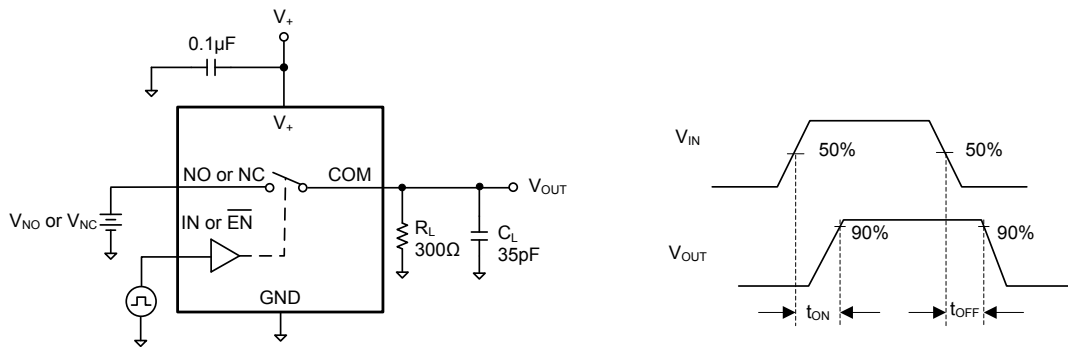 V+
0.1µF
V+
NO or NC
COM
VOUT
VNO or VNC
IN or E̅N̅
RL
300Ω
CL
35pF
GND
VIN
50%
50%
VOUT
90%
90%
tON
tOFF